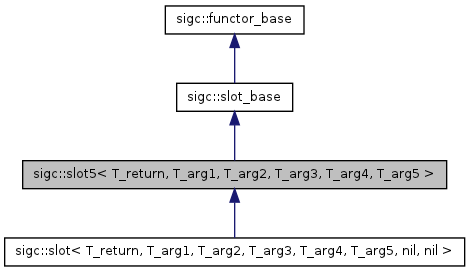 sigc::functor_base
sigc::slot_base
sigc::slot5< T_return, T_arg1, T_arg2, T_arg3, T_arg4, T_arg5 >
sigc::slot< T_return, T_arg1, T_arg2, T_arg3, T_arg4, T_arg5, nil, nil >